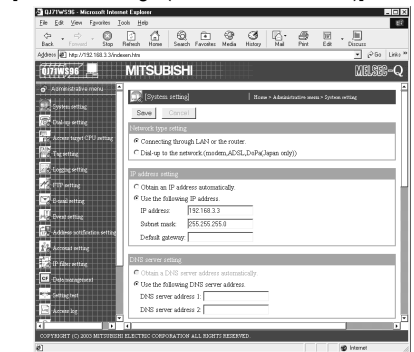 QJ71WS96 - Microsoft Internet Explorer
File Edit View Favorites Tools Help
Back Forward Stop Refresh Home Search Favorites Media History Mail Print Edit Discuss
Address http://192.168.3.3/indexen.htm Go Links »
QJ71WS96 MITSUBISHI MELSEC-Q
Administrative menu
[System setting] Home > Administrative menu > System setting
System setting
Dial-up setting
Access target CPU setting
Tag setting
Logging setting
FTP setting
E-mail setting
Event setting
Address notification setting
Account setting
IP filter setting
CF Data management
Setting test
Access log
Save Cancel
Network type setting
Connecting through LAN or the router.
Dial-up to the network(modem,ADSL,DoPa(Japan only))
IP address setting
Obtain an IP address automatically.
Use the following IP address.
IP address: 192.168.3.3
Subnet mask: 255.255.255.0
Default gateway:
DNS server setting
Obtain a DNS server address automatically.
Use the following DNS server address.
DNS server address 1:
DNS server address 2:
COPYRIGHT (C) 2003 MITSUBISHI ELECTRIC CORPORATION ALL RIGHTS RESERVED
Internet